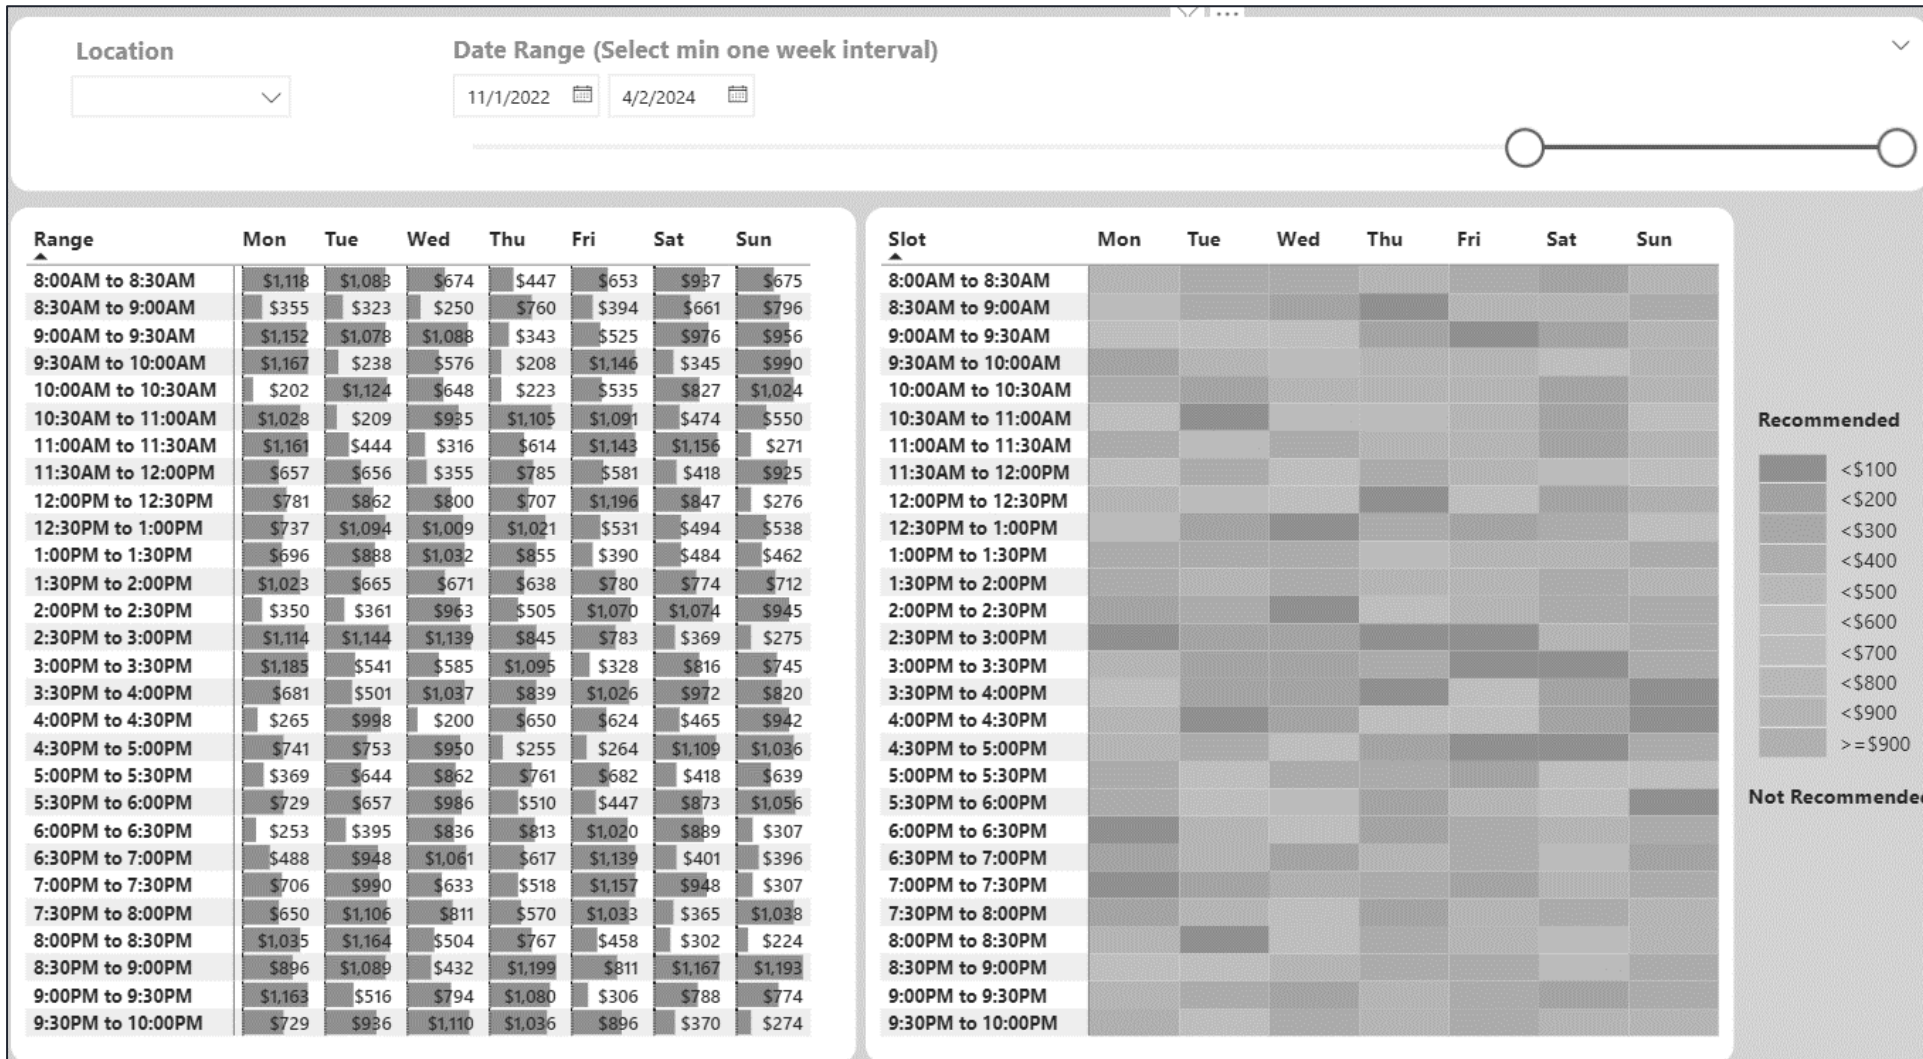 Location
Date Range (Select min one week interval)
11/1/2022 4/2/2024
Range Mon Tue Wed Thu Fri Sat Sun
8:00AM to 8:30AM $1,118 $1,083 $674 $447 $653 $937 $675
8:30AM to 9:00AM $355 $323 $250 $760 $394 $661 $796
9:00AM to 9:30AM $1,152 $1,078 $1,088 $343 $525 $976 $956
9:30AM to 10:00AM $1,167 $238 $576 $208 $1,146 $345 $990
10:00AM to 10:30AM $202 $1,124 $648 $223 $535 $827 $1,024
10:30AM to 11:00AM $1,028 $209 $935 $1,105 $1,091 $474 $550
11:00AM to 11:30AM $1,161 $444 $316 $614 $1,143 $1,156 $271
11:30AM to 12:00PM $657 $656 $355 $785 $581 $418 $925
12:00PM to 12:30PM $781 $862 $800 $707 $1,196 $847 $276
12:30PM to 1:00PM $737 $1,094 $1,009 $1,021 $531 $494 $538
1:00PM to 1:30PM $696 $888 $1,032 $855 $390 $484 $462
1:30PM to 2:00PM $1,023 $665 $671 $638 $780 $774 $712
2:00PM to 2:30PM $350 $361 $963 $505 $1,070 $1,074 $945
2:30PM to 3:00PM $1,114 $1,144 $1,139 $845 $783 $369 $275
3:00PM to 3:30PM $1,185 $541 $585 $1,095 $328 $816 $745
3:30PM to 4:00PM $681 $501 $1,037 $839 $1,026 $972 $820
4:00PM to 4:30PM $265 $998 $200 $650 $624 $465 $942
4:30PM to 5:00PM $741 $753 $950 $255 $264 $1,109 $1,036
5:00PM to 5:30PM $369 $644 $862 $761 $682 $418 $639
5:30PM to 6:00PM $729 $657 $986 $510 $447 $873 $1,056
6:00PM to 6:30PM $253 $395 $836 $813 $1,020 $889 $307
6:30PM to 7:00PM $488 $948 $1,061 $617 $1,139 $401 $396
7:00PM to 7:30PM $706 $990 $633 $518 $1,157 $948 $307
7:30PM to 8:00PM $650 $1,106 $811 $570 $1,033 $365 $1,038
8:00PM to 8:30PM $1,035 $1,164 $504 $767 $458 $302 $224
8:30PM to 9:00PM $896 $1,089 $432 $1,199 $811 $1,167 $1,193
9:00PM to 9:30PM $1,163 $516 $794 $1,080 $306 $788 $774
9:30PM to 10:00PM $729 $936 $1,110 $1,036 $896 $370 $274
Slot Mon Tue Wed Thu Fri Sat Sun
8:00AM to 8:30AM
8:30AM to 9:00AM
9:00AM to 9:30AM
9:30AM to 10:00AM
10:00AM to 10:30AM
10:30AM to 11:00AM
11:00AM to 11:30AM
11:30AM to 12:00PM
12:00PM to 12:30PM
12:30PM to 1:00PM
1:00PM to 1:30PM
1:30PM to 2:00PM
2:00PM to 2:30PM
2:30PM to 3:00PM
3:00PM to 3:30PM
3:30PM to 4:00PM
4:00PM to 4:30PM
4:30PM to 5:00PM
5:00PM to 5:30PM
5:30PM to 6:00PM
6:00PM to 6:30PM
6:30PM to 7:00PM
7:00PM to 7:30PM
7:30PM to 8:00PM
8:00PM to 8:30PM
8:30PM to 9:00PM
9:00PM to 9:30PM
9:30PM to 10:00PM
Recommended
<$100
<$200
<$300
<$400
<$500
<$600
<$700
<$800
<$900
>=$900
Not Recommended